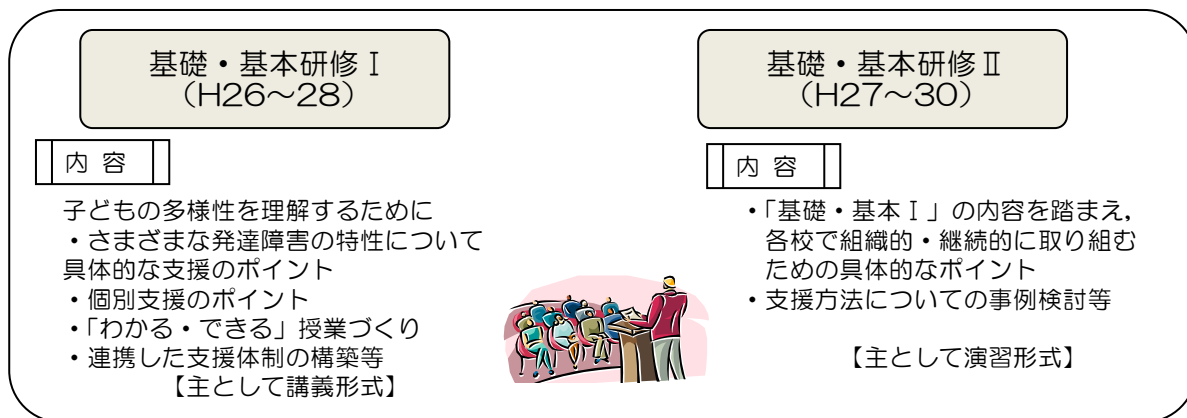 基礎・基本研修Ⅰ
（H26～28）
内 容
子どもの多様性を理解するために
・さまざまな発達障害の特性について
具体的な支援のポイント
・個別支援のポイント
・「わかる・できる」授業づくり
・連携した支援体制の構築等
【主として講義形式】
基礎・基本研修Ⅱ
（H27～30）
内 容
・「基礎・基本Ⅰ」の内容を踏まえ，
各校で組織的・継続的に取り組む
ための具体的なポイント
・支援方法についての事例検討等
【主として演習形式】